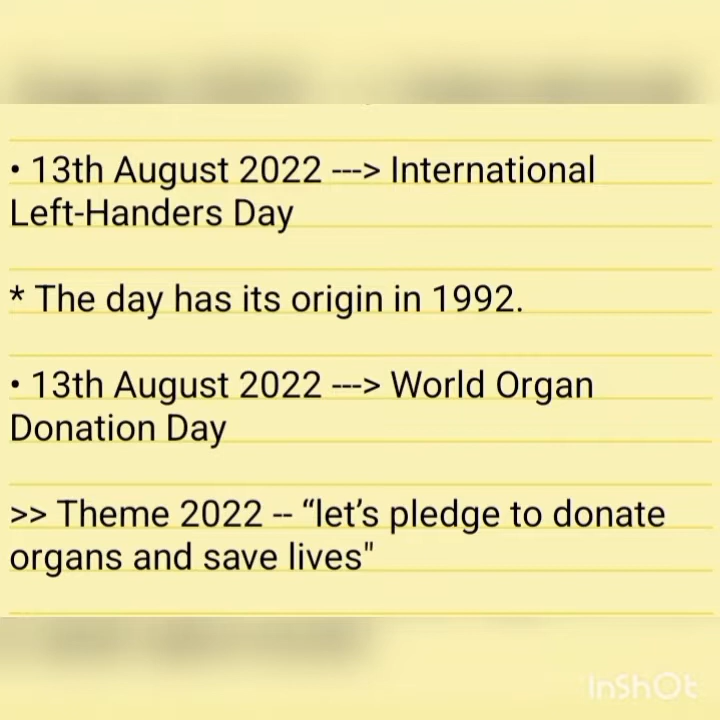 • 13th August 2022 ---> International
Left-Handers Day
* The day has its origin in 1992.
• 13th August 2022 ---> World Organ
Donation Day
>> Theme 2022 -- “let’s pledge to donate
organs and save lives"
InShOt